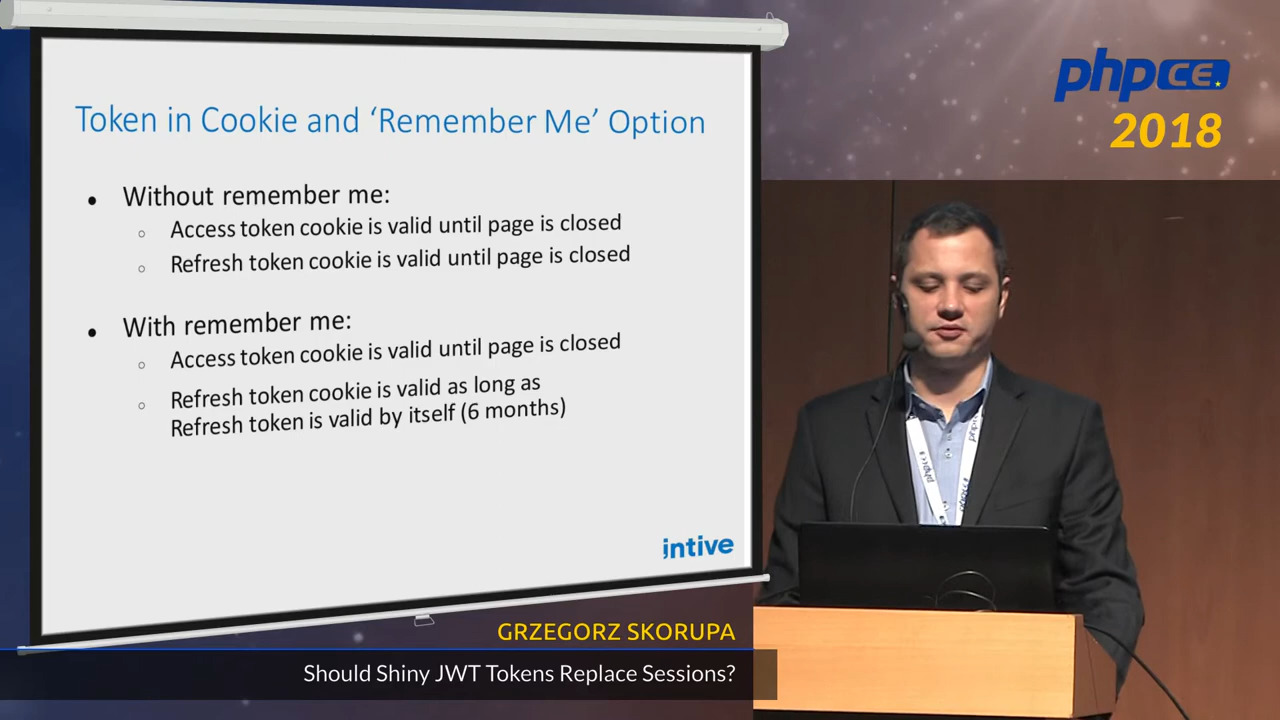 Token in Cookie and ‘Remember Me’ Option
• Without remember me:
○ Access token cookie is valid until page is closed
○ Refresh token cookie is valid until page is closed
• With remember me:
○ Access token cookie is valid until page is closed
○ Refresh token cookie is valid as long as
Refresh token is valid by itself (6 months)
intive
phpCE
2018
phpce
phpce
GRZEGORZ SKORUPA
Should Shiny JWT Tokens Replace Sessions?